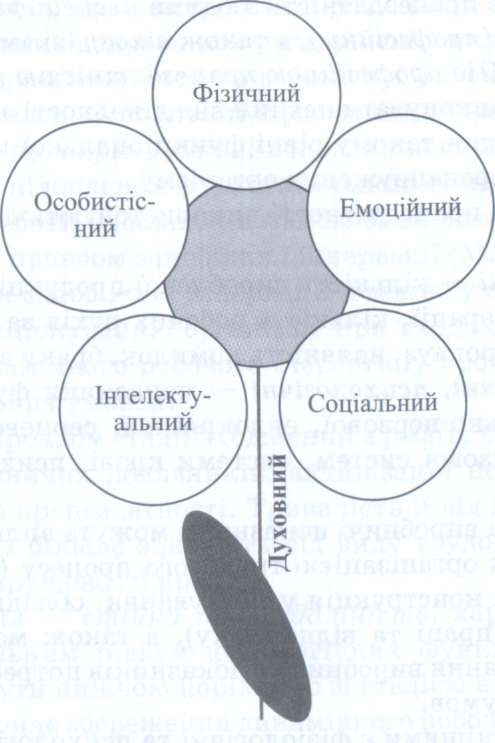 Фізичний
Особистіс-
ний
Емоційний
Інтелекту-
альний
Соціальний
Духовний